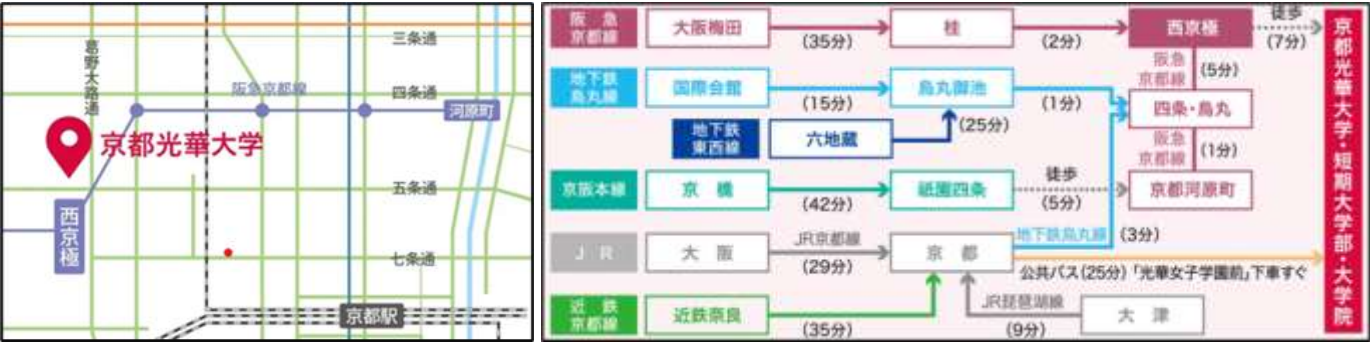 三条通
葛野大路通
阪急京都線
四条通
河原町
京都光華大学
五条通
西京極
七条通
京都駅
阪急
京都線
大阪梅田
(35分)
桂
(2分)
西京極
徒歩
(7分)
阪急
京都線
(5分)
地下鉄
烏丸線
国際会館
(15分)
烏丸御池
(1分)
四条・烏丸
地下鉄
東西線
六地蔵
(25分)
阪急
京都線
(1分)
京阪本線
京橋
(42分)
祇園四条
徒歩
(5分)
京都河原町
JR
大阪
JR京都線
(29分)
京都
地下鉄烏丸線
(3分)
公共バス(25分)「光華女子学園前」下車すぐ
近鉄
京都線
近鉄奈良
(35分)
JR琵琶湖線
(9分)
大津
京都光華大学・短期大学部・大学院